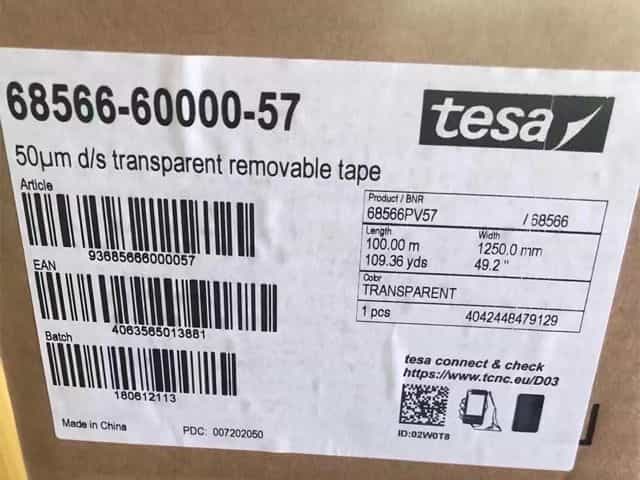 68566-60000-57
tesa
50µm d/s transparent removable tape
Article
93685666000057
EAN
4063565013881
Batch
180612113
Made in China
PDC: 007202050
Product / BNR
68566PV57 / 68566
Length Width
100.00 m 1250.0 mm
109.36 yds 49.2 "
Color
TRANSPARENT
1 pcs 4042448479129
tesa connect & check
https://www.tcnc.eu/D03
ID:02W0T8